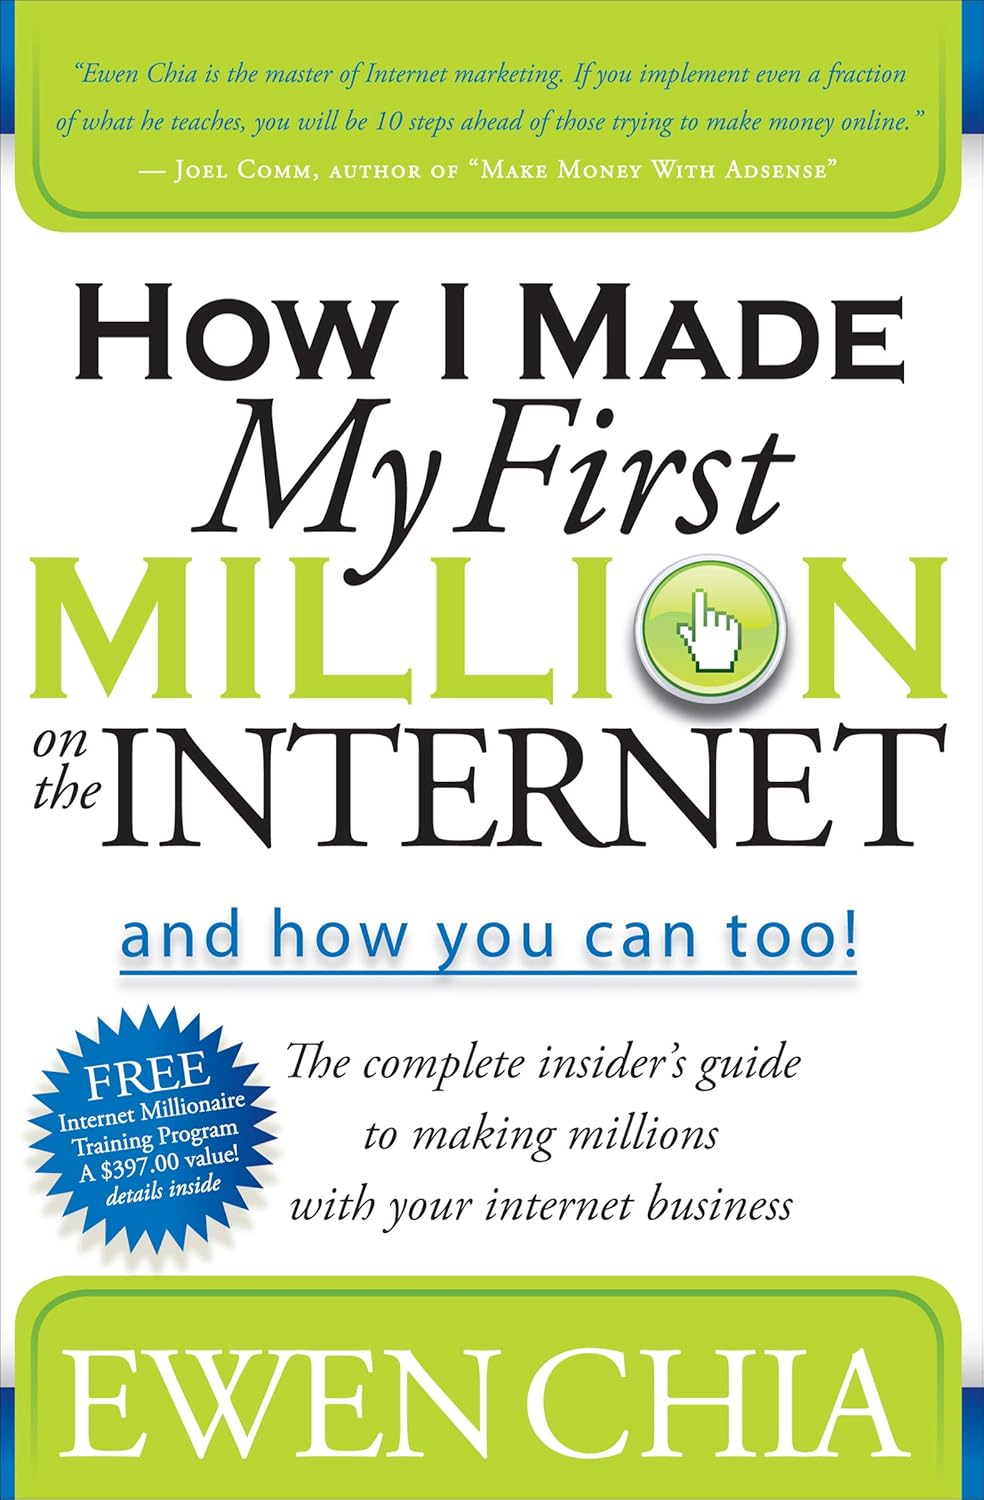 “Ewen Chia is the master of Internet marketing. If you implement even a fraction
of what he teaches, you will be 10 steps ahead of those trying to make money online.”
— Joel Comm, author of “Make Money With Adsense”
How I Made
My First
MILLION
on the INTERNET
and how you can too!
FREE
Internet Millionaire
Training Program
A $397.00 value!
details inside
The complete insider’s guide
to making millions
with your internet business
EWEN CHIA